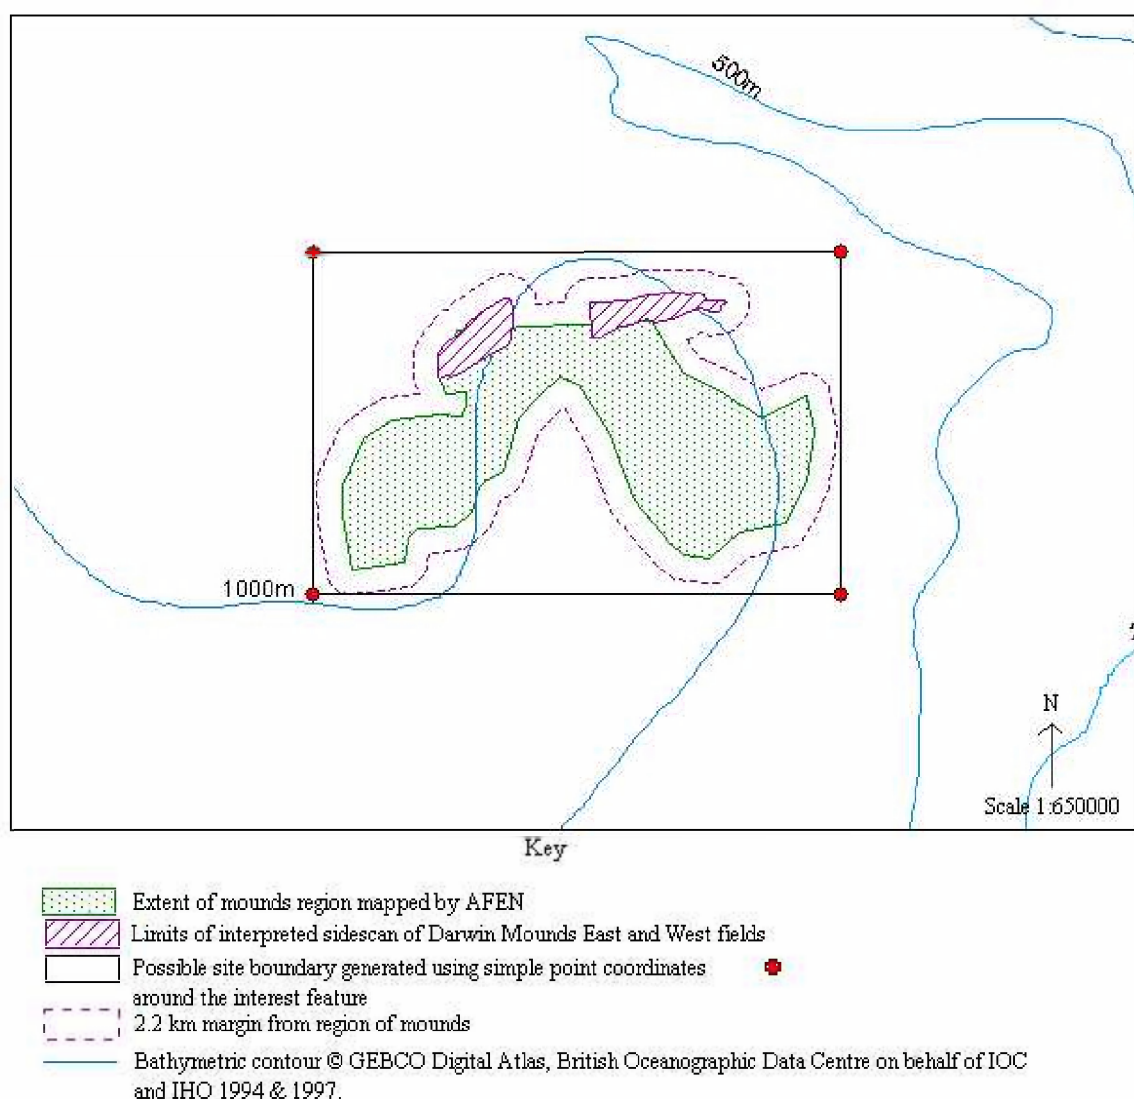 500m
1000m
N
Scale 1:650000
Key
Extent of mounds region mapped by AFEN
Limits of interpreted sidescan of Darwin Mounds East and West fields
Possible site boundary generated using simple point coordinates
around the interest feature
2.2 km margin from region of mounds
Bathymetric contour © GEBCO Digital Atlas, British Oceanographic Data Centre on behalf of IOC
and IHO 1994 & 1997.